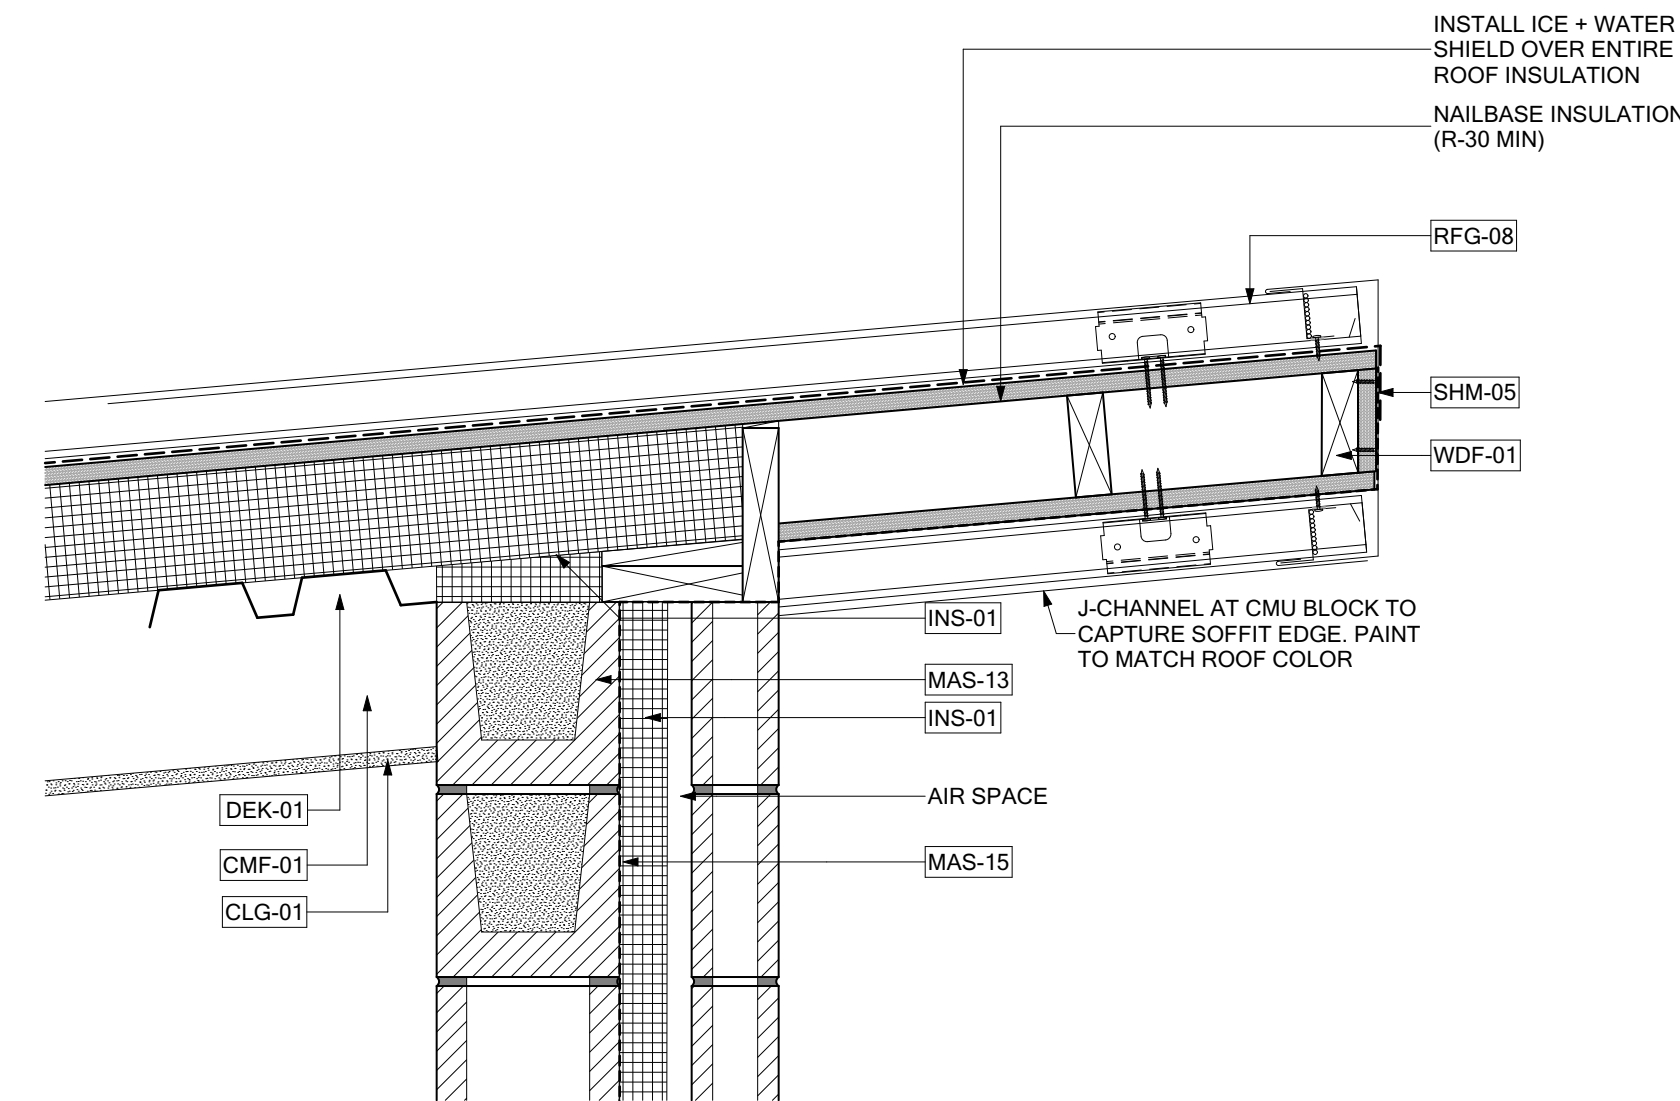 INSTALL ICE + WATER
SHIELD OVER ENTIRE
ROOF INSULATION
NAILBASE INSULATION
(R-30 MIN)
RFG-08
SHM-05
WDF-01
J-CHANNEL AT CMU BLOCK TO
CAPTURE SOFFIT EDGE. PAINT
TO MATCH ROOF COLOR
INS-01
MAS-13
INS-01
AIR SPACE
MAS-15
DEK-01
CMF-01
CLG-01